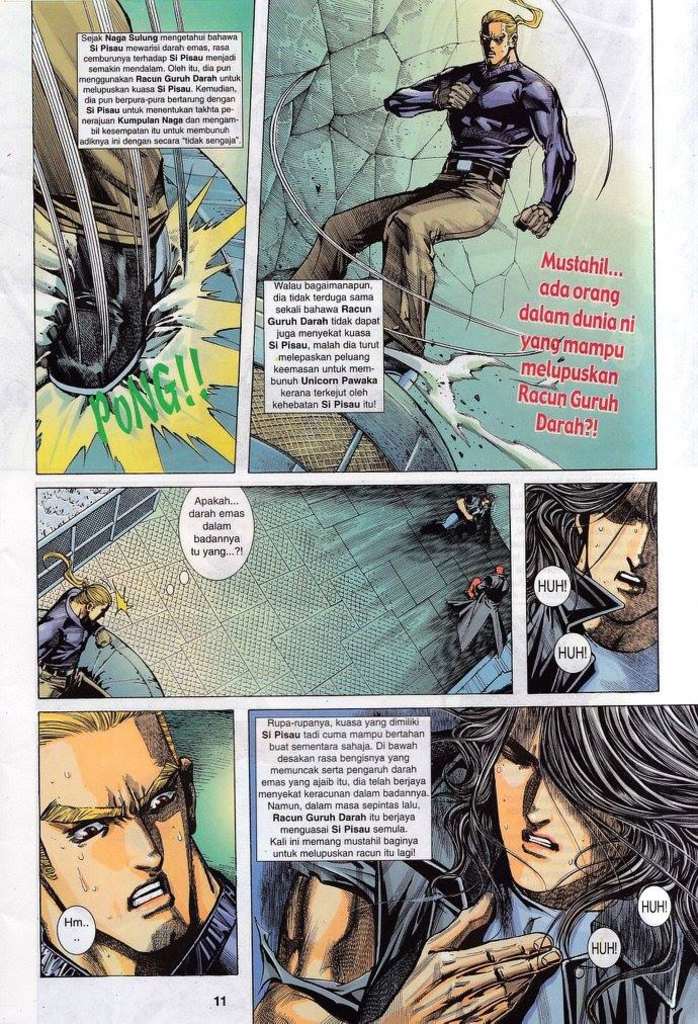 Sejak Naga Sulung mengetahui bahawa
Si Pisau mewarisi darah emas, rasa
cemburunya terhadap Si Pisau menjadi
semakin mendalam. Oleh itu, dia pun
menggunakan Racun Guruh Darah untuk
melupuskan kuasa Si Pisau. Kemudian,
dia pun berpura-pura bertarung dengan
Si Pisau untuk menentukan takhta pe-
nerajuan Kumpulan Naga dan mengam-
bil kesempatan itu untuk membunuh
adiknya ini dengan secara "tidak sengaja".
PONG!!
Walau bagaimanapun,
dia tidak terduga sama
sekali bahawa Racun
Guruh Darah tidak dapat
juga menyekat kuasa
Si Pisau, malah dia turut
melepaskan peluang
keemasan untuk mem-
bunuh Unicorn Pawaka
kerana terkejut oleh
kehebatan Si Pisau itu!
Mustahil...
ada orang
dalam dunia ni
yang mampu
melupuskan
Racun Guruh
Darah?!
Apakah...
darah emas
dalam
badannya
tu yang...?!
HUH!
HUH!
Hm..
..
Rupa-rupanya, kuasa yang dimiliki
Si Pisau tadi cuma mampu bertahan
buat sementara sahaja. Di bawah
desakan rasa bengisnya yang
memuncak serta pengaruh darah
emas yang ajaib itu, dia telah berjaya
menyekat keracunan dalam badannya.
Namun, dalam masa sepintas lalu,
Racun Guruh Darah itu berjaya
menguasai Si Pisau semula.
Kali ini memang mustahil baginya
untuk melupuskan racun itu lagi!
HUH!
HUH!
11